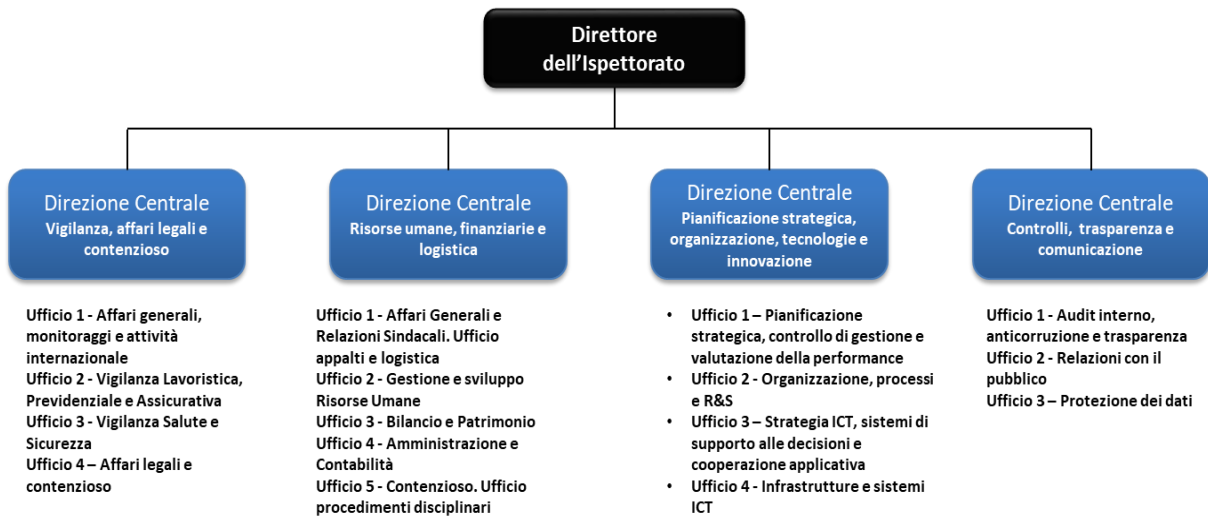 Direttore
dell'Ispettorato
Direzione Centrale
Vigilanza, affari legali e
contenzioso
Ufficio 1 - Affari generali,
monitoraggi e attività
internazionale
Ufficio 2 - Vigilanza Lavoristica,
Previdenziale e Assicurativa
Ufficio 3 - Vigilanza Salute e
Sicurezza
Ufficio 4 – Affari legali e
contenzioso
Direzione Centrale
Risorse umane, finanziarie e
logistica
Ufficio 1 - Affari Generali e
Relazioni Sindacali. Ufficio
appalti e logistica
Ufficio 2 - Gestione e sviluppo
Risorse Umane
Ufficio 3 - Bilancio e Patrimonio
Ufficio 4 - Amministrazione e
Contabilità
Ufficio 5 - Contenzioso. Ufficio
procedimenti disciplinari
Direzione Centrale
Pianificazione strategica,
organizzazione, tecnologie e
innovazione
• Ufficio 1 – Pianificazione
strategica, controllo di gestione e
valutazione della performance
• Ufficio 2 - Organizzazione, processi
e R&S
• Ufficio 3 – Strategia ICT, sistemi di
supporto alle decisioni e
cooperazione applicativa
• Ufficio 4 - Infrastrutture e sistemi
ICT
Direzione Centrale
Controlli, trasparenza e
comunicazione
Ufficio 1 - Audit interno,
anticorruzione e trasparenza
Ufficio 2 - Relazioni con il
pubblico
Ufficio 3 – Protezione dei dati